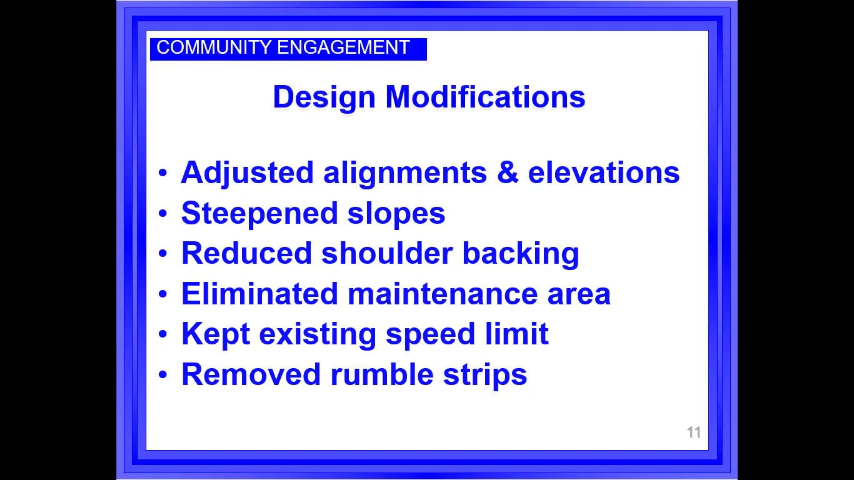 COMMUNITY ENGAGEMENT
Design Modifications
• Adjusted alignments & elevations
• Steepened slopes
• Reduced shoulder backing
• Eliminated maintenance area
• Kept existing speed limit
• Removed rumble strips
11